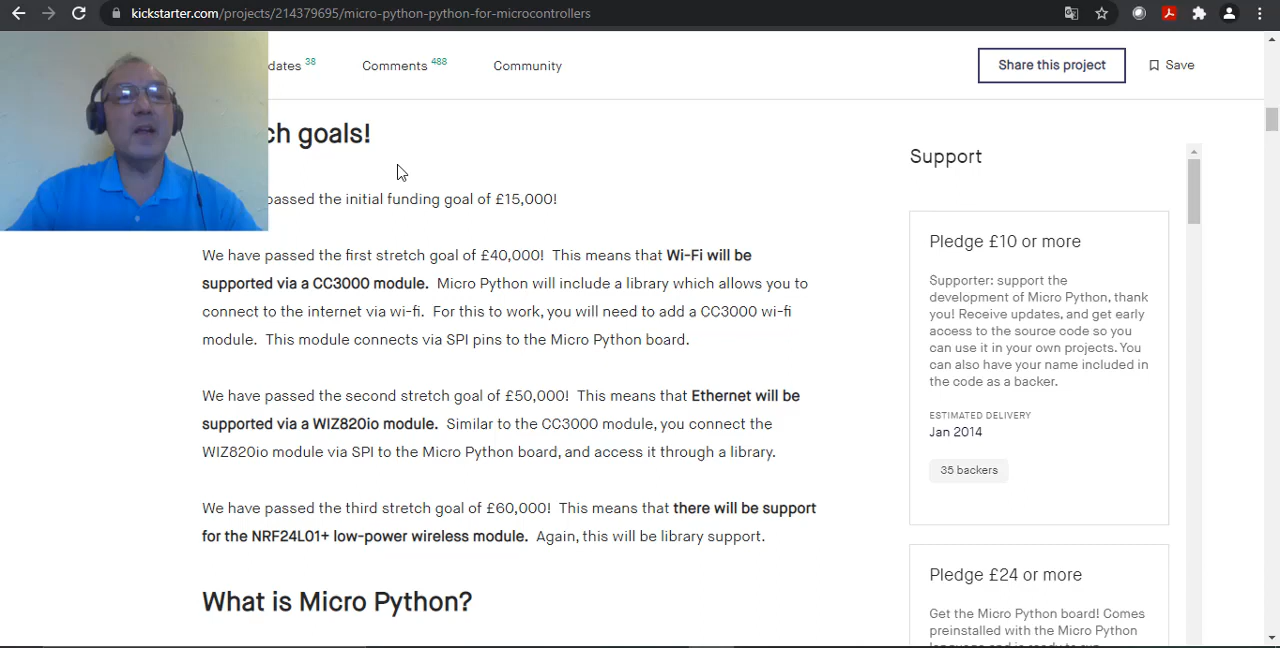 kickstarter.com/projects/214379695/micro-python-python-for-microcontrollers
dates 38 Comments 488 Community
Share this project
Save
ch goals!
passed the initial funding goal of £15,000!
We have passed the first stretch goal of £40,000! This means that Wi-Fi will be
supported via a CC3000 module. Micro Python will include a library which allows you to
connect to the internet via wi-fi. For this to work, you will need to add a CC3000 wi-fi
module. This module connects via SPI pins to the Micro Python board.
We have passed the second stretch goal of £50,000! This means that Ethernet will be
supported via a WIZ820io module. Similar to the CC3000 module, you connect the
WIZ820io module via SPI to the Micro Python board, and access it through a library.
We have passed the third stretch goal of £60,000! This means that there will be support
for the NRF24L01+ low-power wireless module. Again, this will be library support.
What is Micro Python?
Support
Pledge £10 or more
Supporter: support the
development of Micro Python, thank
you! Receive updates, and get early
access to the source code so you
can use it in your own projects. You
can also have your name included in
the code as a backer.
ESTIMATED DELIVERY
Jan 2014
35 backers
Pledge £24 or more
Get the Micro Python board! Comes
preinstalled with the Micro Python